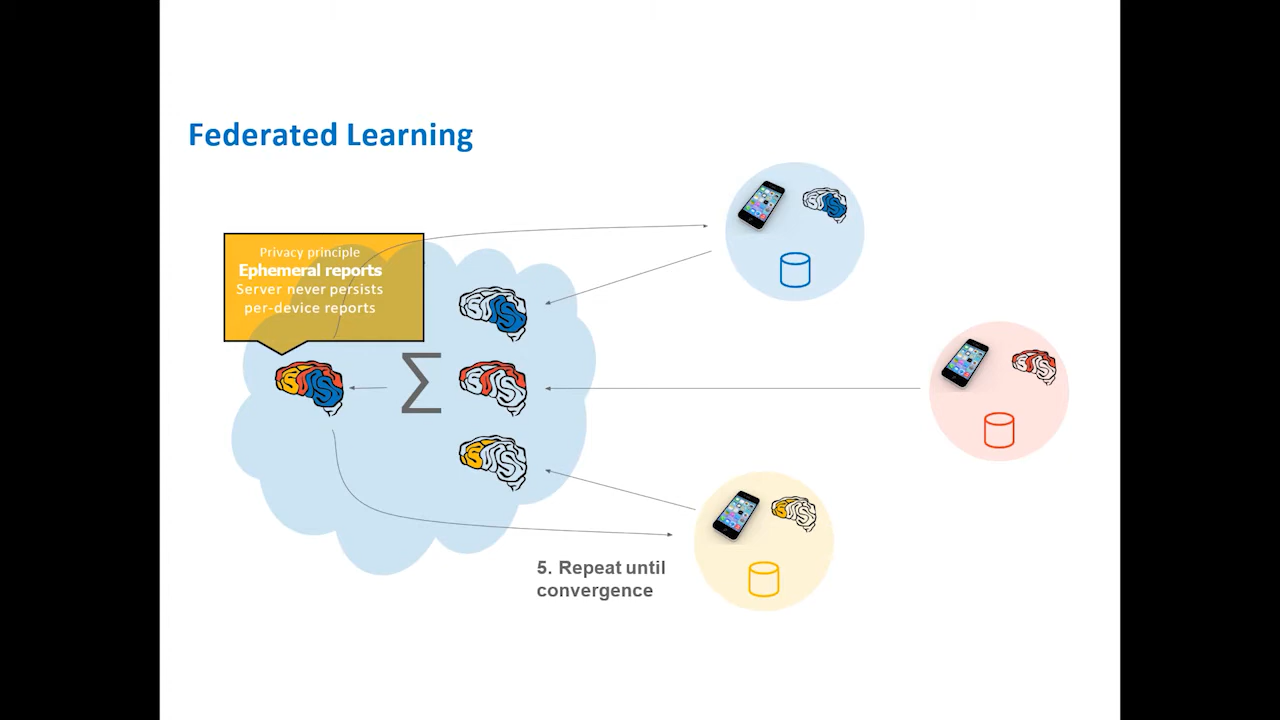 Federated Learning
Privacy principle
Ephemeral reports
Server never persists
per-device reports
Σ
5. Repeat until
convergence